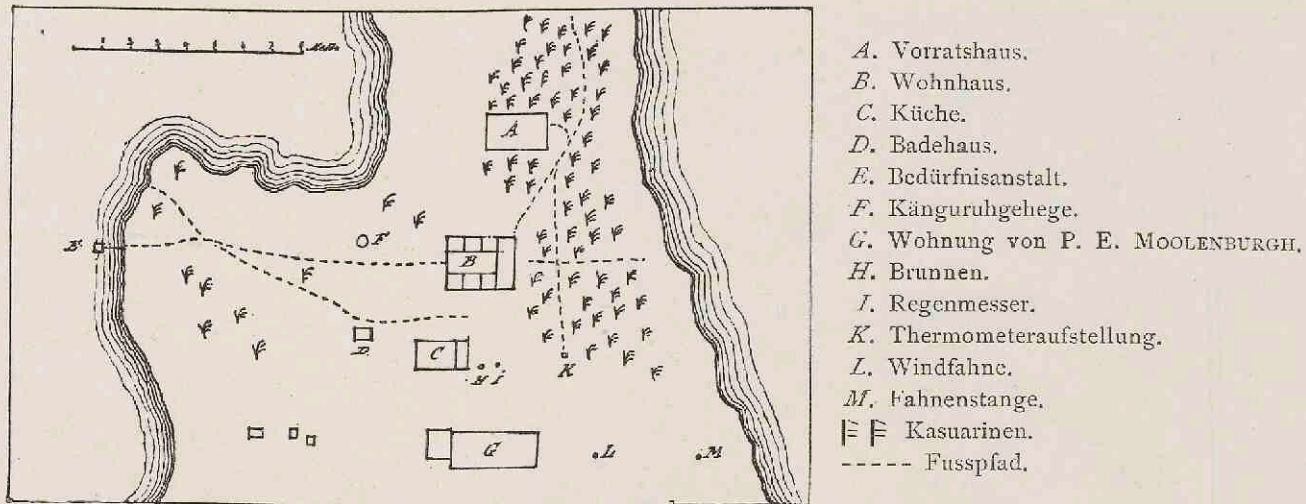 A
B
F
B
D
C
H I
K
G
L
M
A. Vorratshaus.
B. Wohnhaus.
C. Küche.
D. Badehaus.
E. Bedürfnisanstalt.
F. Känguruhgehege.
G. Wohnung von P. E. MOOLENBURGH.
H. Brunnen.
I. Regenmesser.
K. Thermometeraufstellung.
L. Windfahne.
M. Fahnenstange.
Kasuarinen.
Fusspfad.